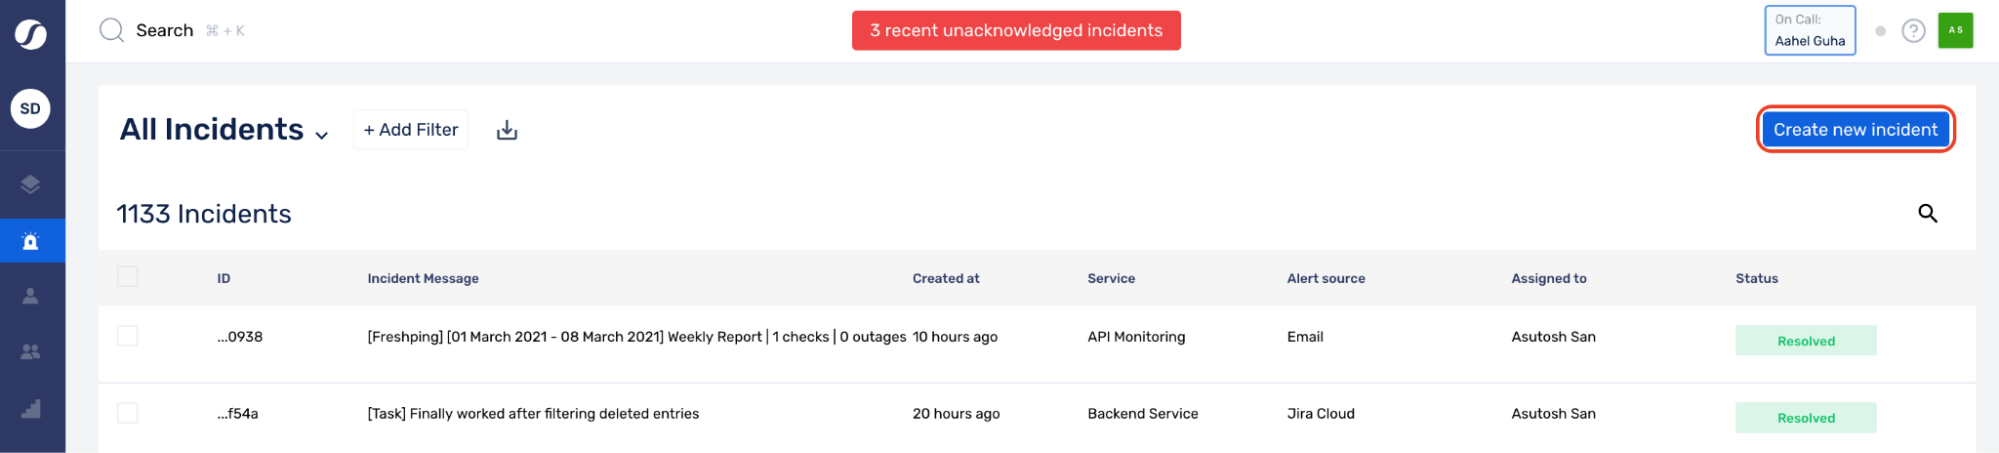 Search ⌘ + K
3 recent unacknowledged incidents
On Call:
Aahel Guha
AS
SD
All Incidents
+ Add Filter
Create new incident
1133 Incidents
ID Incident Message Created at Service Alert source Assigned to Status
...0938 [Freshping] [01 March 2021 - 08 March 2021] Weekly Report | 1 checks | 0 outages 10 hours ago API Monitoring Email Asutosh San Resolved
...f54a [Task] Finally worked after filtering deleted entries 20 hours ago Backend Service Jira Cloud Asutosh San Resolved